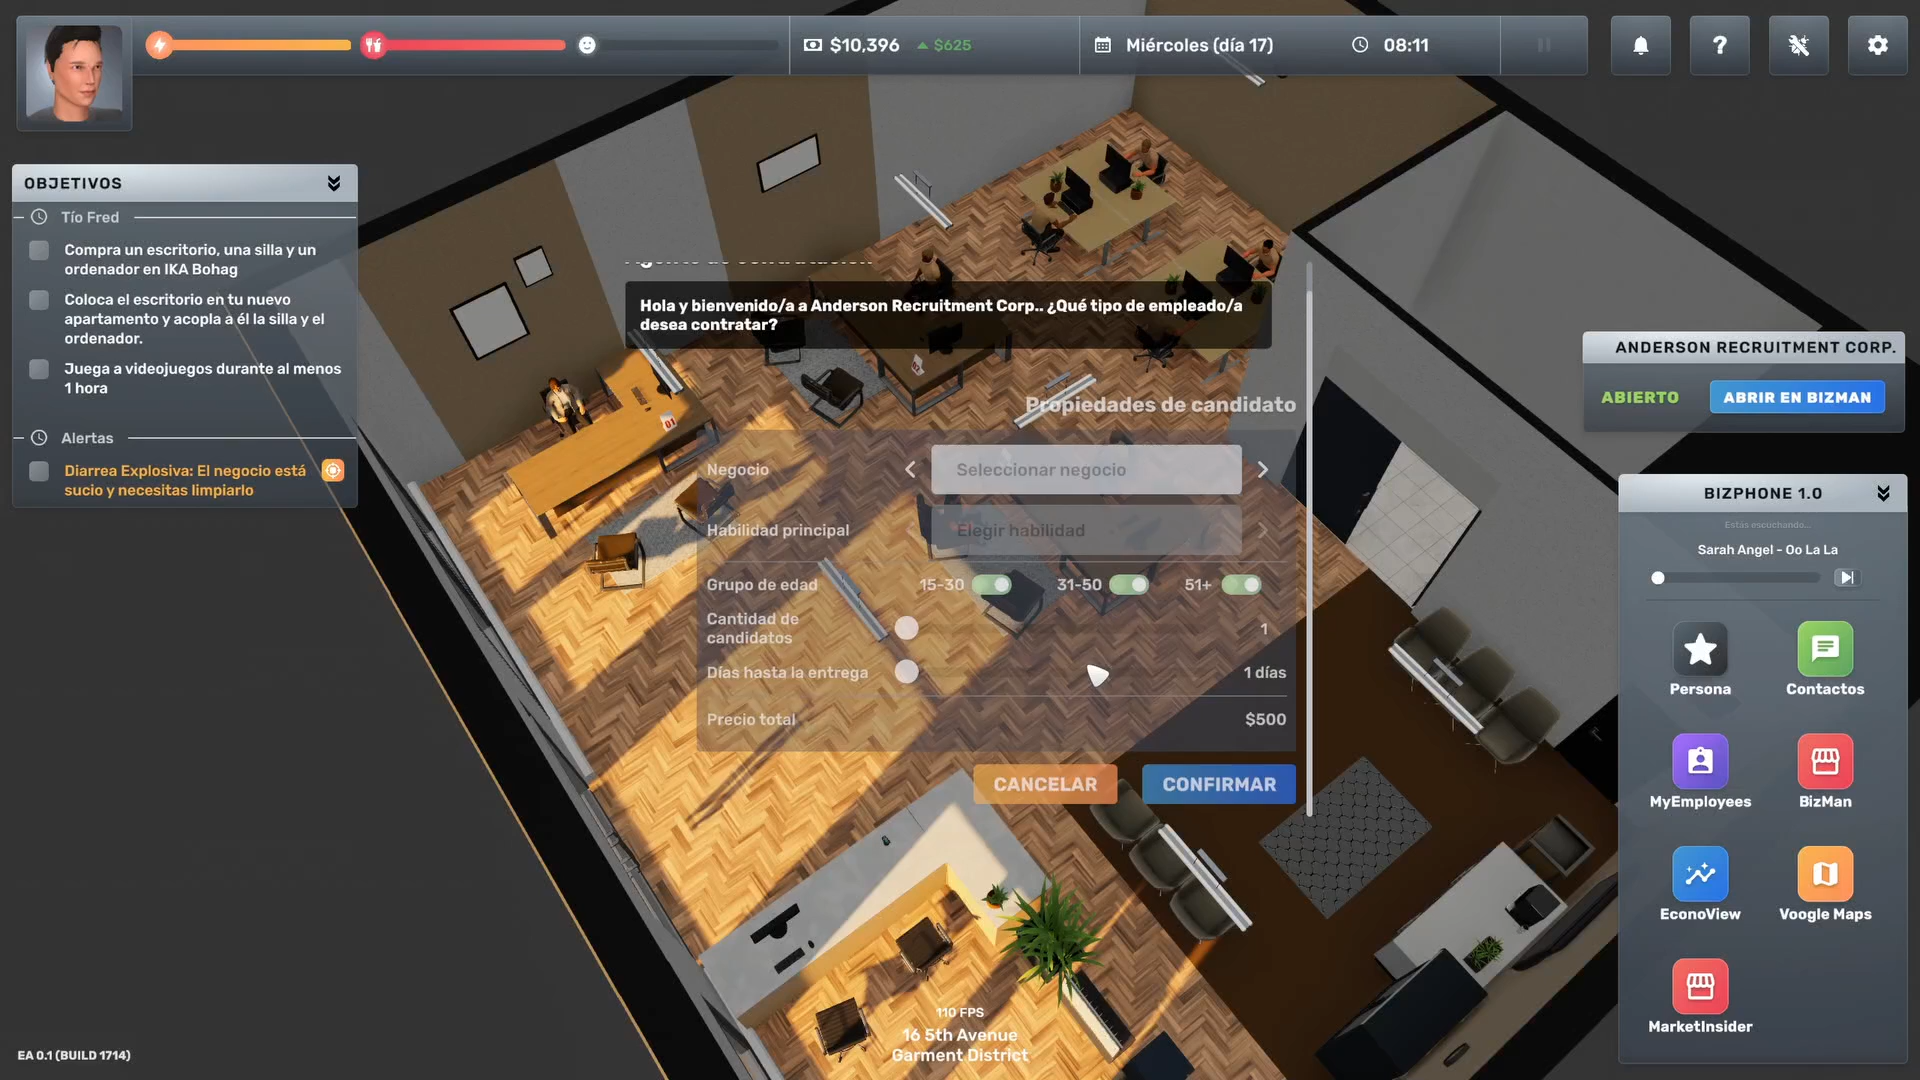 $10,396
$625
Miércoles (día 17)
08:11
?
OBJETIVOS
Tío Fred
Compra un escritorio, una silla y un
ordenador en IKA Bohag
Coloca el escritorio en tu nuevo
apartamento y acopla a él la silla y el
ordenador.
Juega a videojuegos durante al menos
1 hora
Alertas
Diarrea Explosiva: El negocio está
sucio y necesitas limpiarlo
Agente de contratación
Hola y bienvenido/a a Anderson Recruitment Corp.. ¿Qué tipo de empleado/a
desea contratar?
Propiedades de candidato
Negocio
Seleccionar negocio
Habilidad principal
Elegir habilidad
Grupo de edad
15-30
31-50
51+
Cantidad de
candidatos
1
Días hasta la entrega
1 días
Precio total
$500
CANCELAR
CONFIRMAR
ANDERSON RECRUITMENT CORP.
ABIERTO
ABRIR EN BIZMAN
BIZPHONE 1.0
Estás escuchando...
Sarah Angel - Oo La La
Persona
Contactos
MyEmployees
BizMan
EconoView
Voogle Maps
MarketInsider
110 FPS
16 5th Avenue
Garment District
EA 0.1 (BUILD 1714)